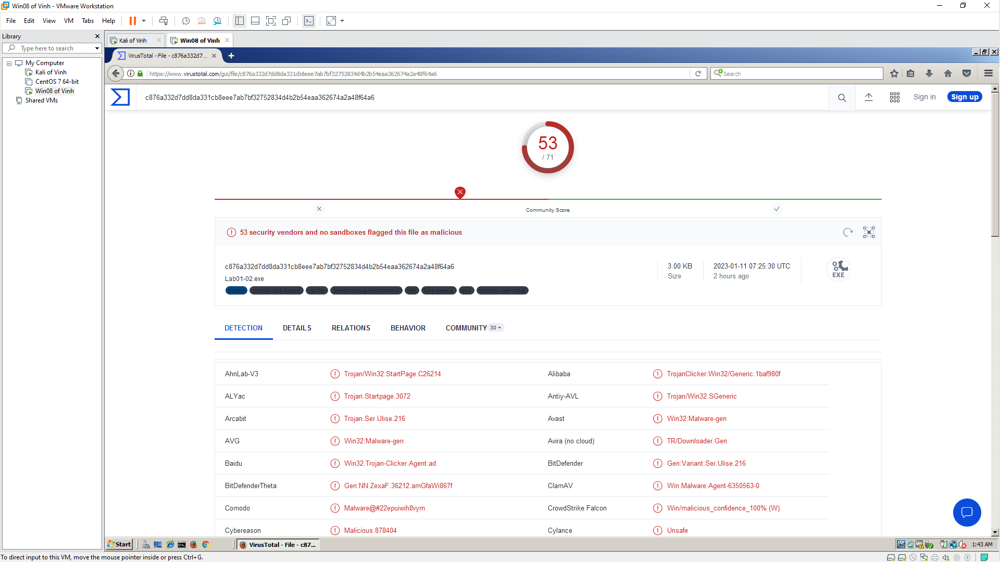 Win08 of Vinh - VMware Workstation
File Edit View VM Tabs Help
Library
Type here to search
My Computer
Kali of Vinh
CentOS 7 64-bit
Win08 of Vinh
Shared VMs
Kali of Vinh Win08 of Vinh
VirusTotal - File - c876a332d7...
https://www.virustotal.com/gui/file/c876a332d7dd8da331cb8eee7ab7bf32752834d4b2b54eaa362674a2a48f64a6
Search
c876a332d7dd8da331cb8eee7ab7bf32752834d4b2b54eaa362674a2a48f64a6
Sign in Sign up
53
/ 71
Community Score
53 security vendors and no sandboxes flagged this file as malicious
c876a332d7dd8da331cb8eee7ab7bf32752834d4b2b54eaa362674a2a48f64a6
Lab01-02.exe
peexe checks-disk-space via-tor detect-debug-environment idle long-sleeps upx checks-user-input
3.00 KB
Size
2023-01-11 07:25:30 UTC
2 hours ago
EXE
DETECTION DETAILS RELATIONS BEHAVIOR COMMUNITY 30 +
AhnLab-V3 Trojan/Win32.StartPage.C26214 Alibaba TrojanClicker:Win32/Generic.1baf980f
ALYac Trojan.Startpage.3072 Antiy-AVL Trojan/Win32.SGeneric
Arcabit Trojan.Ser.Ulise.216 Avast Win32:Malware-gen
AVG Win32:Malware-gen Avira (no cloud) TR/Downloader.Gen
Baidu Win32.Trojan-Clicker.Agent.ad BitDefender Gen:Variant.Ser.Ulise.216
BitDefenderTheta Gen:NN.ZexaF.36212.amGfaWi867f ClamAV Win.Malware.Agent-6350563-0
Comodo Malware@#22epuiwih8vym CrowdStrike Falcon Win/malicious_confidence_100% (W)
Cybereason Malicious.878404 Cylance Unsafe
Start VirusTotal - File - c87... 1:43 AM
To direct input to this VM, move the mouse pointer inside or press Ctrl+G.